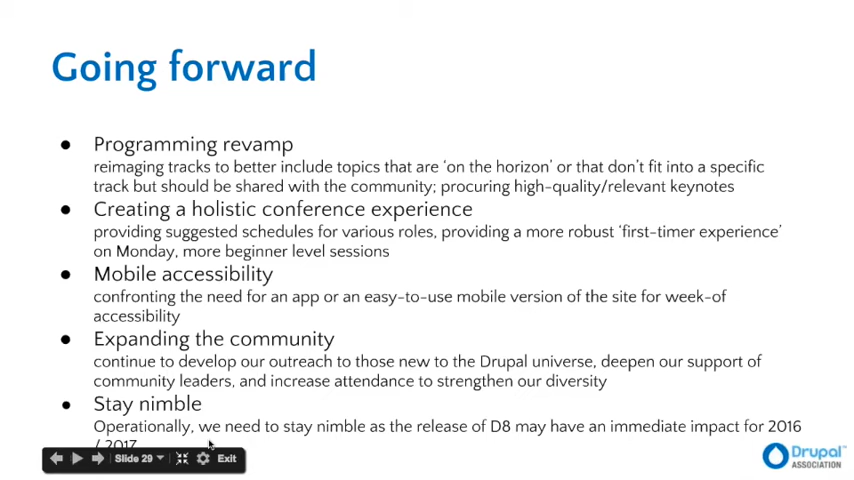 Going forward
● Programming revamp
reimaging tracks to better include topics that are ‘on the horizon’ or that don’t fit into a specific
track but should be shared with the community; procuring high-quality/relevant keynotes
● Creating a holistic conference experience
providing suggested schedules for various roles, providing a more robust ‘first-timer experience’
on Monday, more beginner level sessions
● Mobile accessibility
confronting the need for an app or an easy-to-use mobile version of the site for week-of
accessibility
● Expanding the community
continue to develop our outreach to those new to the Drupal universe, deepen our support of
community leaders, and increase attendance to strengthen our diversity
● Stay nimble
Operationally, we need to stay nimble as the release of D8 may have an immediate impact for 2016
/ 2017
Slide 29 Exit
Drupal™
ASSOCIATION